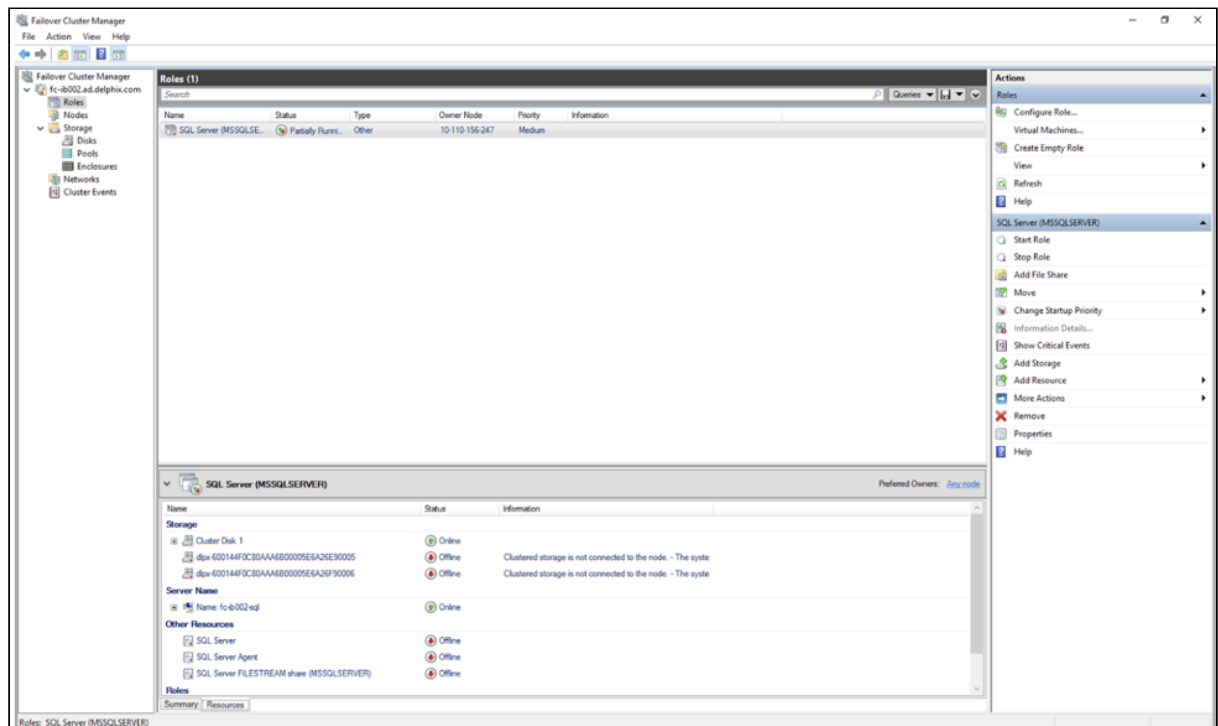 Failover Cluster Manager
File Action View Help
Failover Cluster Manager
fc-ib002.ad.delphix.com
Roles
Nodes
Storage
Disks
Pools
Enclosures
Networks
Cluster Events
Roles (1)
Search
Queries
Name Status Type Owner Node Priority Information
SQL Server (MSSQLSE... Partially Runni... Other 10-110-156-247 Medium
SQL Server (MSSQLSERVER) Preferred Owners: Any node
Name Status Information
Storage
Cluster Disk 1 Online
dlpx-600144F0C80AAA6B00005E6A26E90005 Offline Clustered storage is not connected to the node. - The syste
dlpx-600144F0C80AAA6B00005E6A26F90006 Offline Clustered storage is not connected to the node. - The syste
Server Name
Name: fc-ib002-sql Online
Other Resources
SQL Server Offline
SQL Server Agent Offline
SQL Server FILESTREAM share (MSSQLSERVER) Offline
Roles
Summary Resources
Roles: SQL Server (MSSQLSERVER)
Actions
Roles
Configure Role...
Virtual Machines...
Create Empty Role
View
Refresh
Help
SQL Server (MSSQLSERVER)
Start Role
Stop Role
Add File Share
Move
Change Startup Priority
Information Details...
Show Critical Events
Add Storage
Add Resource
More Actions
Remove
Properties
Help